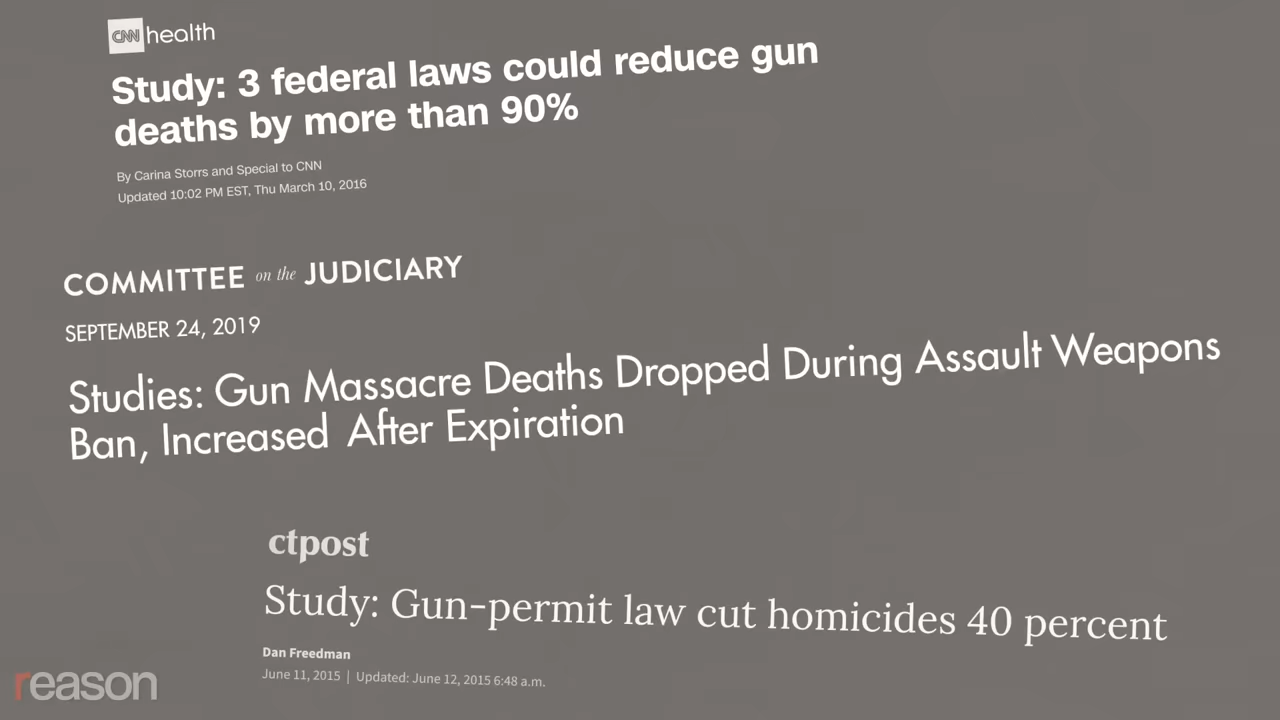 CNN health
Study: 3 federal laws could reduce gun
deaths by more than 90%
By Carina Storrs and Special to CNN
Updated 10:02 PM EST, Thu March 10, 2016
COMMITTEE on the JUDICIARY
SEPTEMBER 24, 2019
Studies: Gun Massacre Deaths Dropped During Assault Weapons
Ban, Increased After Expiration
ctpost
Study: Gun-permit law cut homicides 40 percent
Dan Freedman
June 11, 2015 | Updated: June 12, 2015 6:48 a.m.
reason